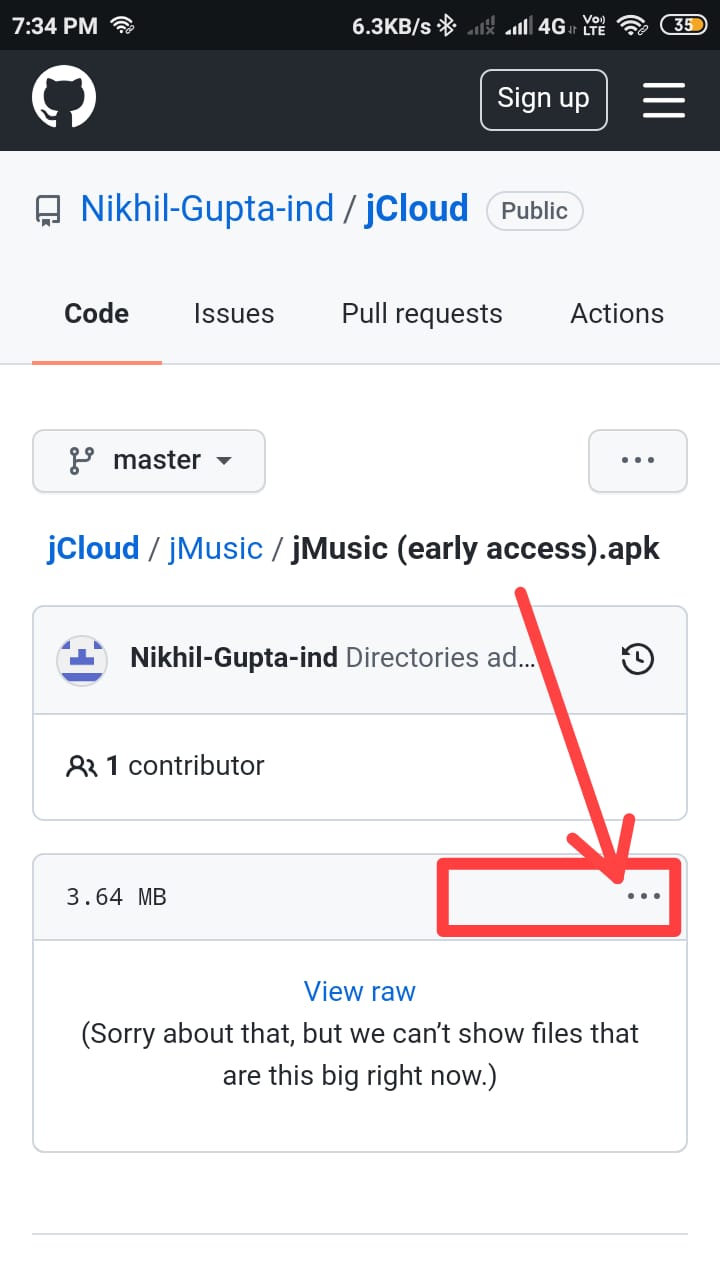 7:34 PM 6.3KB/s 4G Vo)) LTE 35
Sign up
Nikhil-Gupta-ind / jCloud Public
Code Issues Pull requests Actions
master ...
jCloud / jMusic / jMusic (early access).apk
Nikhil-Gupta-ind Directories ad...
1 contributor
3.64 MB ...
View raw
(Sorry about that, but we can’t show files that
are this big right now.)